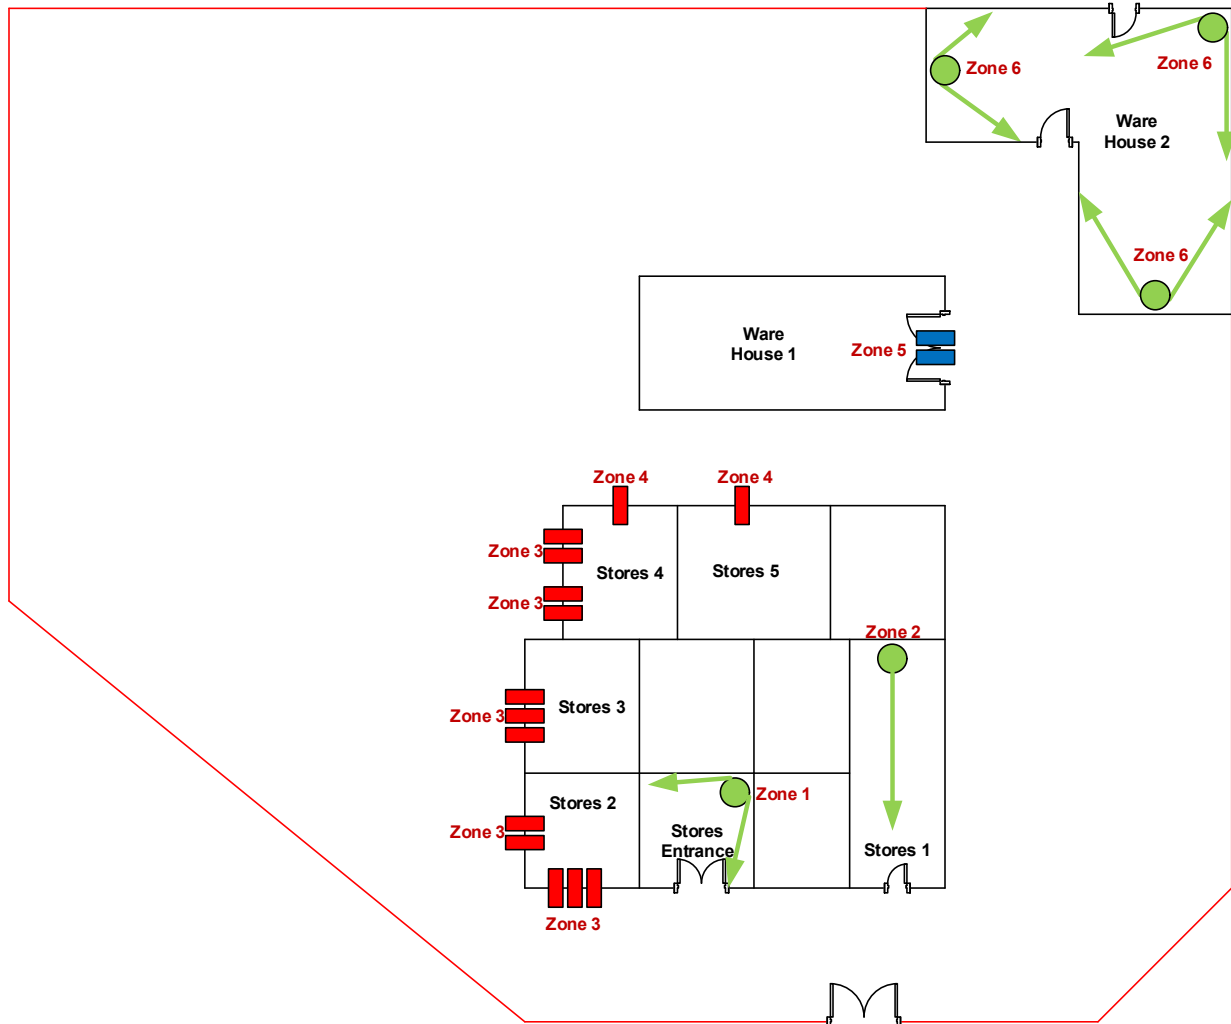 Zone 6
Zone 6
Ware
House 2
Zone 6
Ware
House 1
Zone 5
Zone 4
Zone 4
Zone 3
Stores 4
Stores 5
Zone 3
Zone 2
Stores 3
Zone 3
Zone 1
Stores 2
Zone 3
Stores
Entrance
Stores 1
Zone 3